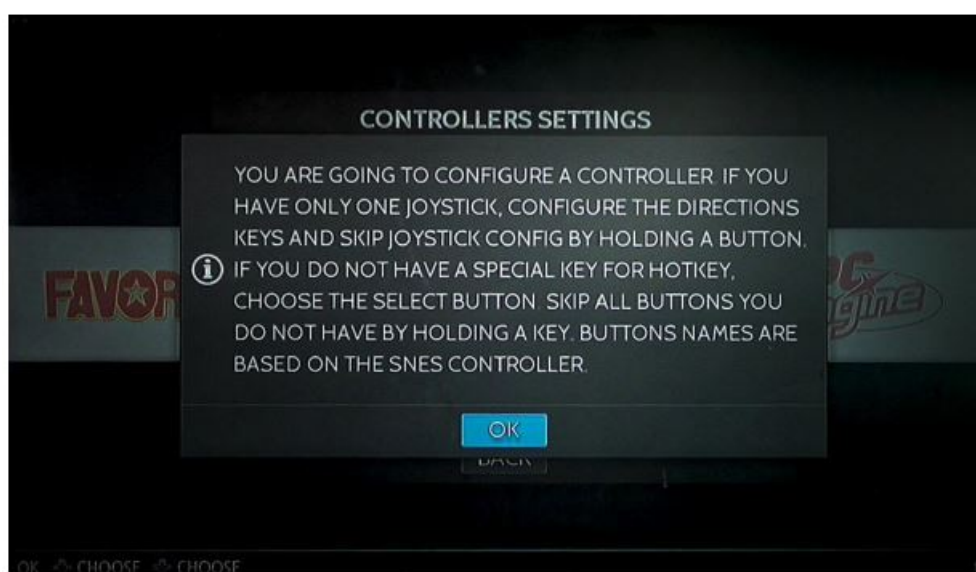 CONTROLLERS SETTINGS
YOU ARE GOING TO CONFIGURE A CONTROLLER. IF YOU
HAVE ONLY ONE JOYSTICK, CONFIGURE THE DIRECTIONS
KEYS AND SKIP JOYSTICK CONFIG BY HOLDING A BUTTON.
IF YOU DO NOT HAVE A SPECIAL KEY FOR HOTKEY,
CHOOSE THE SELECT BUTTON. SKIP ALL BUTTONS YOU
DO NOT HAVE BY HOLDING A KEY. BUTTONS NAMES ARE
BASED ON THE SNES CONTROLLER.
FAVOR
PC
Engine
OK
BACK
OK CHOOSE CHOOSE